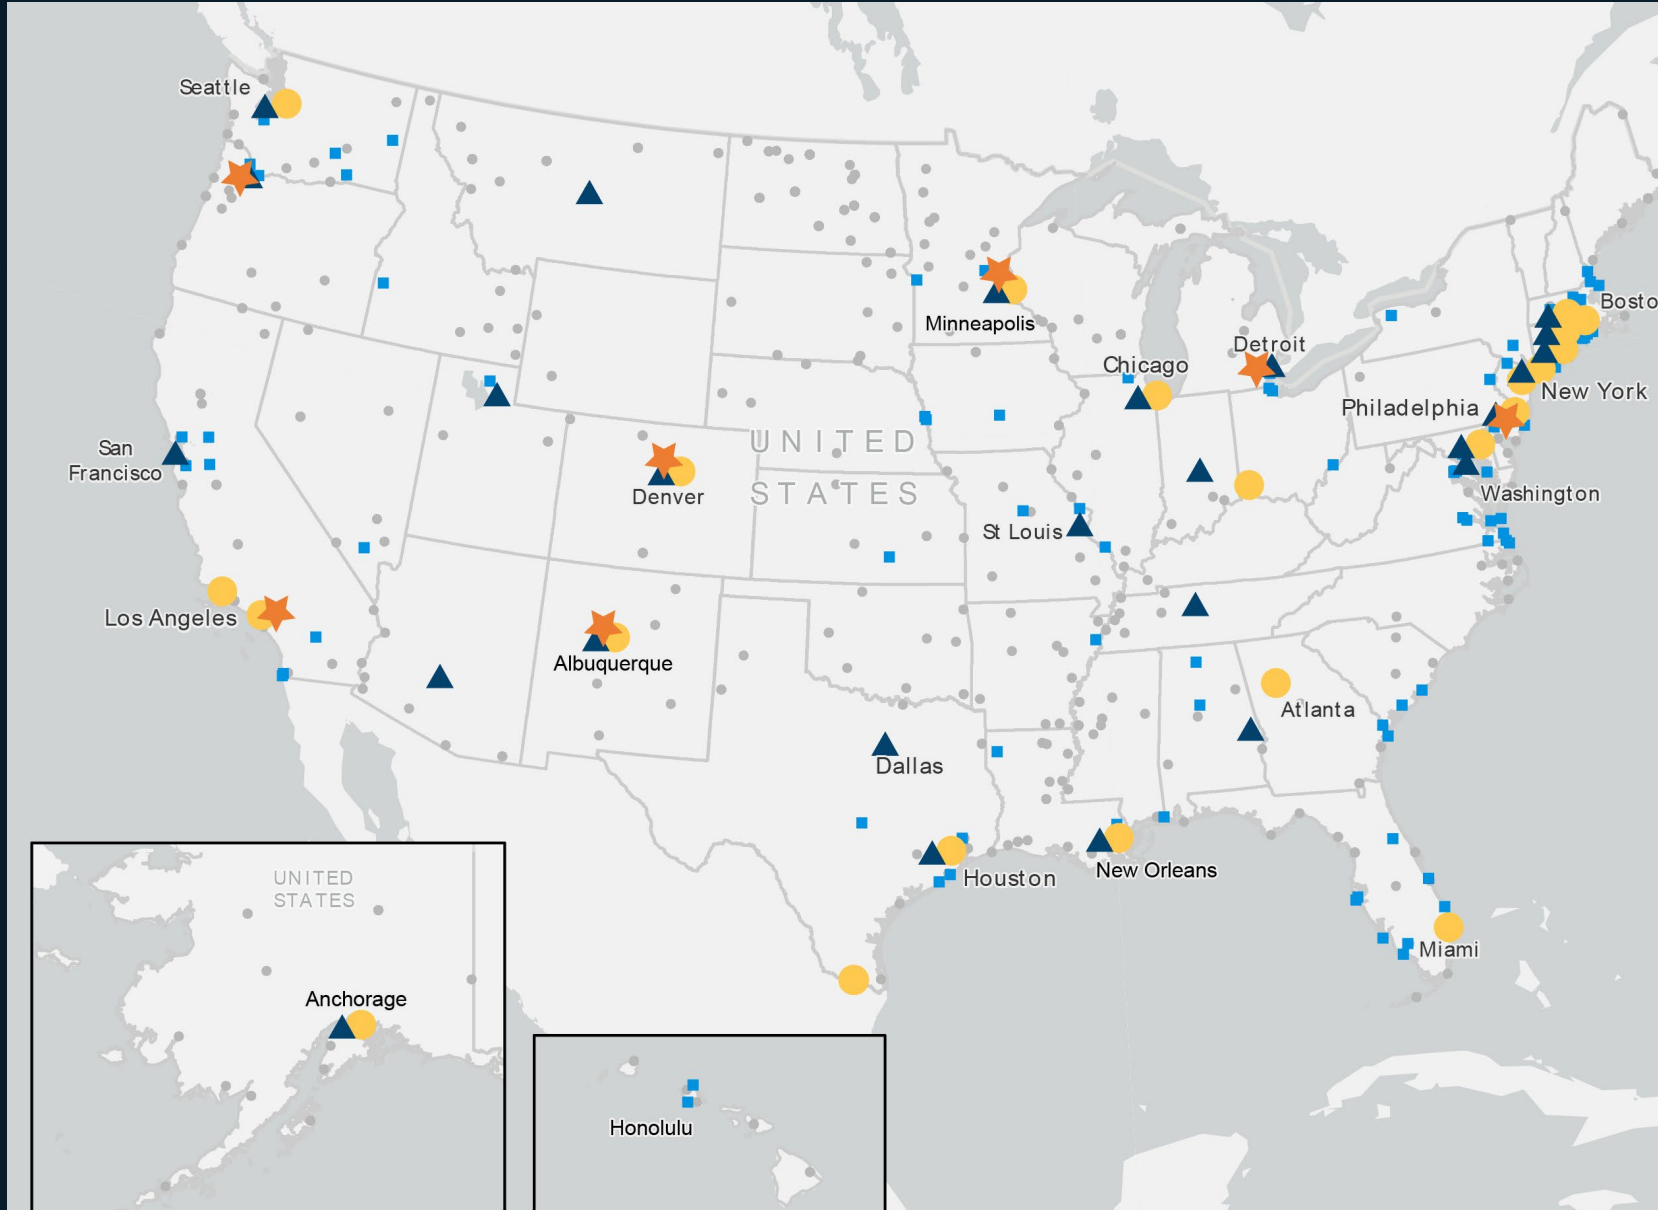 Seattle
Bosto
Minneapolis
Detroit
Chicago
New York
Philadelphia
UNITED
STATES
San
Francisco
Denver
Washington
St Louis
Los Angeles
Albuquerque
Atlanta
Dallas
New Orleans
Houston
Miami
UNITED
STATES
Anchorage
Honolulu